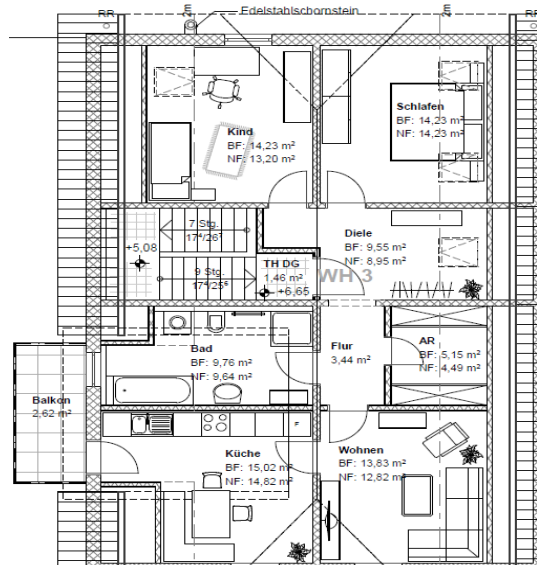 RR
2m
Edelstahlschornstein
2m
RR
Kind
BF: 14,23 m²
NF: 13,20 m²
Schlafen
BF: 14,23 m²
NF: 14,23 m²
7 Stg.
+5,08
9 Stg.
TH DG
1,46 m²
+6,65
WH 3
Diele
BF: 9,55 m²
NF: 8,95 m²
Bad
BF: 9,76 m²
NF: 9,64 m²
Flur
3,44 m²
AR
BF: 5,15 m²
NF: 4,49 m²
Balkon
2,62 m²
Küche
BF: 15,02 m²
NF: 14,82 m²
F
Wohnen
BF: 13,83 m²
NF: 12,82 m²